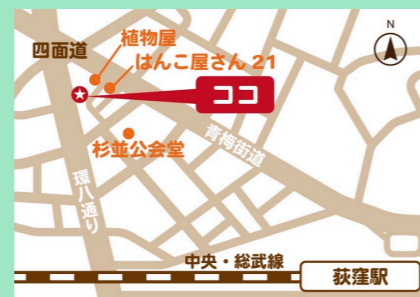 N
植物屋
四面道
はんこ屋さん 21
ココ
青梅街道
杉並公会堂
環八通り
中央・総武線
荻窪駅